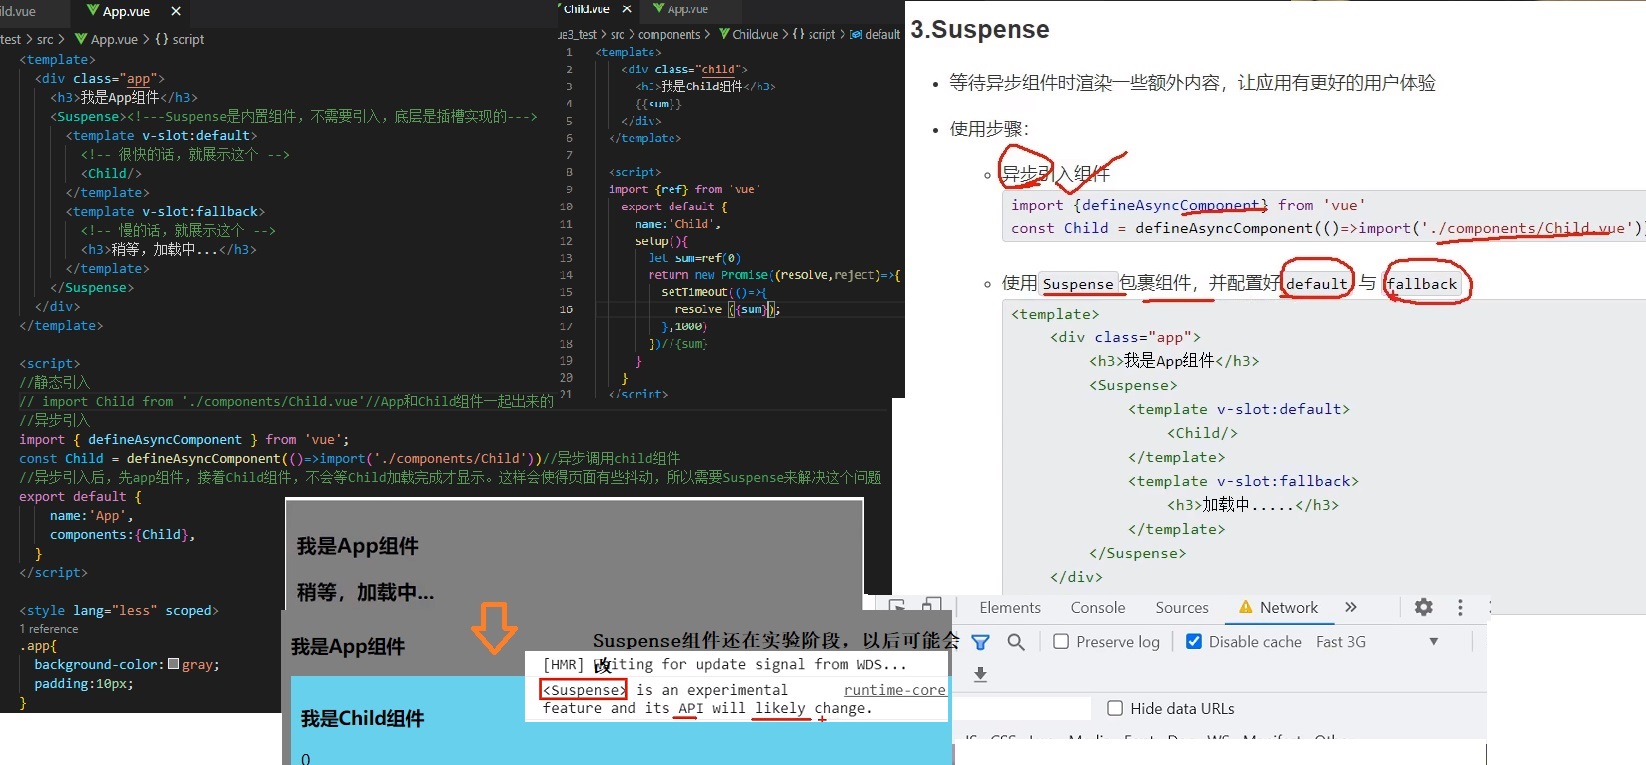 ld.vue App.vue ×
test > src > App.vue > {} script
<template>
<div class="app">
<h3>我是App组件</h3>
<Suspense><!---Suspense是内置组件，不需要引入，底层是插槽实现的--->
<template v-slot:default>
<!-- 很快的话，就展示这个 -->
<Child/>
</template>
<template v-slot:fallback>
<!-- 慢的话，就展示这个 -->
<h3>稍等，加载中...</h3>
</template>
</Suspense>
</div>
</template>
<script>
//静态引入
// import Child from './components/Child.vue'//App和Child组件一起出来的
//异步引入
import { defineAsyncComponent } from 'vue';
const Child = defineAsyncComponent(()=>import('./components/Child'))//异步调用child组件
//异步引入后，先app组件，接着Child组件，不会等Child加载完成才显示。这样会使得页面有些抖动，所以需要Suspense来解决这个问题
export default {
name:'App',
components:{Child},
}
</script>
<style lang="less" scoped>
1 reference
.app{
background-color: gray;
padding:10px;
}
Child.vue × App.vue
ue3_test > src > components > Child.vue > {} script > default
1 <template>
2 <div class="child">
3 <h3>我是Child组件</h3>
4 {{sum}}
5 </div>
6 </template>
7
8 <script>
9 import {ref} from 'vue'
10 export default {
11 name:'Child',
12 setup(){
13 let sum=ref(0)
14 return new Promise((resolve,reject)=>{
15 setTimeout(()=>{
16 resolve ({sum});
17 },1000)
18 })//{sum}
19 }
20 }
21 </script>
3.Suspense
• 等待异步组件时渲染一些额外内容，让应用有更好的用户体验
• 使用步骤：
异步引入组件
import {defineAsyncComponent} from 'vue'
const Child = defineAsyncComponent(()=>import('./components/Child.vue'))
使用 Suspense 包裹组件，并配置好 default 与 fallback
<template>
<div class="app">
<h3>我是App组件</h3>
<Suspense>
<template v-slot:default>
<Child/>
</template>
<template v-slot:fallback>
<h3>加载中.....</h3>
</template>
</Suspense>
</div>
我是App组件
稍等，加载中...
我是App组件
我是Child组件
0
Suspense组件还在实验阶段，以后可能会
改
[HMR] iting for update signal from WDS...
<Suspense> is an experimental runtime-core
feature and its API will likely change.
Elements Console Sources Network »
Preserve log Disable cache Fast 3G
Hide data URLs